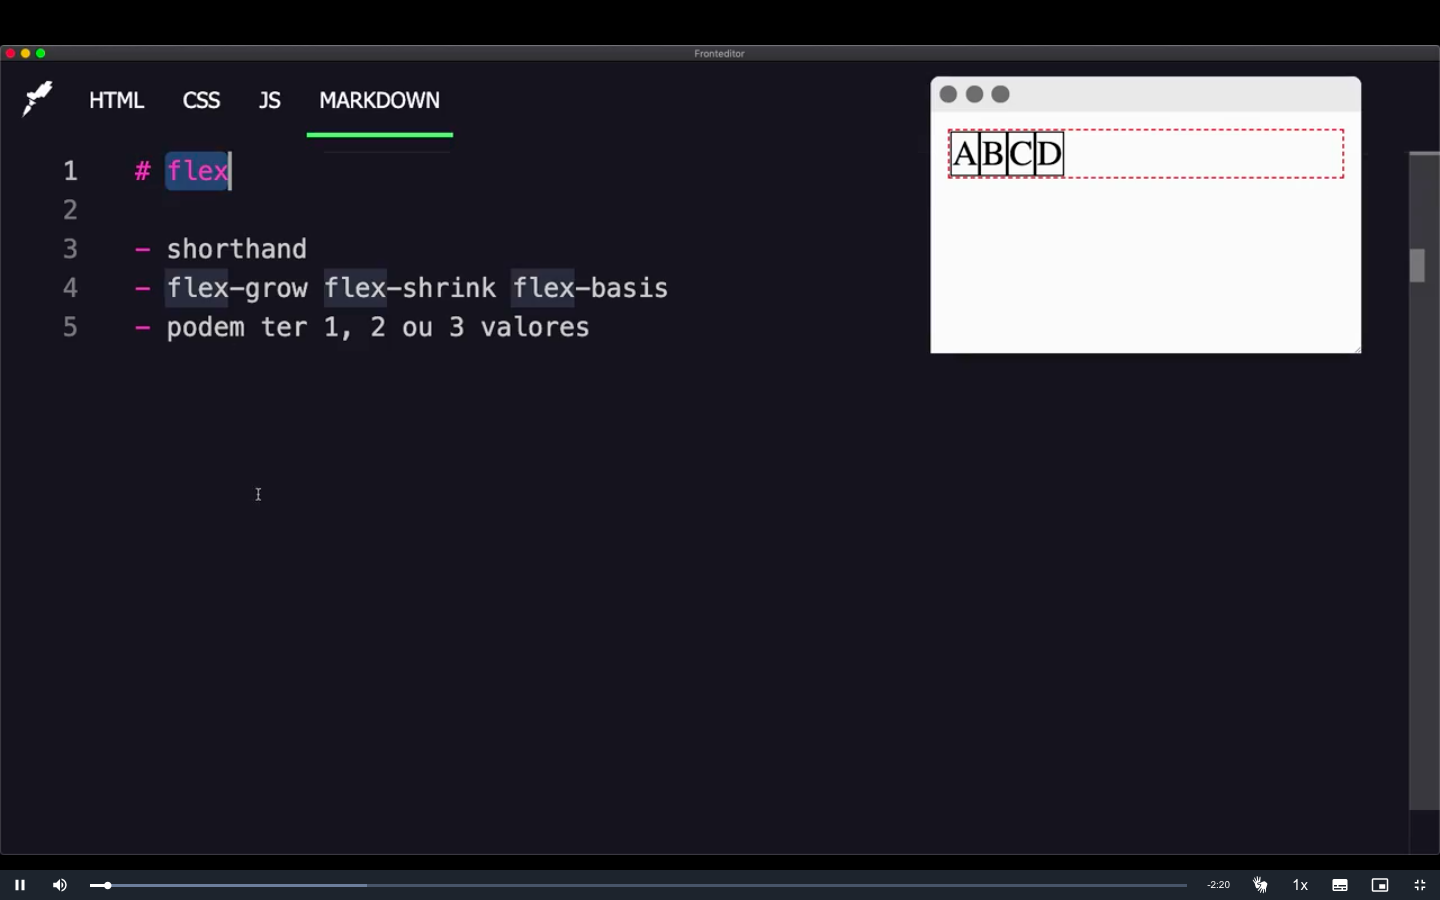 Fronteditor
HTML CSS JS MARKDOWN
1 # flex
2
3 - shorthand
4 - flex-grow flex-shrink flex-basis
5 - podem ter 1, 2 ou 3 valores
ABCD
-2:20 1x